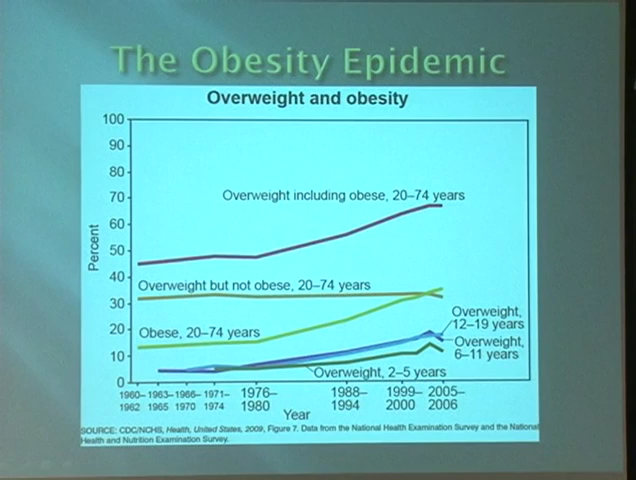 The Obesity Epidemic
Overweight and obesity
100
90
80
70
60
50
40
30
20
10
0
Percent
Overweight including obese, 20–74 years
Overweight but not obese, 20–74 years
Obese, 20–74 years
Overweight,
12–19 years
Overweight,
6–11 years
Overweight, 2–5 years
1960– 1963– 1966– 1971– 1976– 1988– 1999– 2005–
1962 1965 1970 1974 1980 1994 2000 2006
Year
SOURCE: CDC/NCHS, Health, United States, 2009, Figure 7. Data from the National Health Examination Survey and the National
Health and Nutrition Examination Survey.